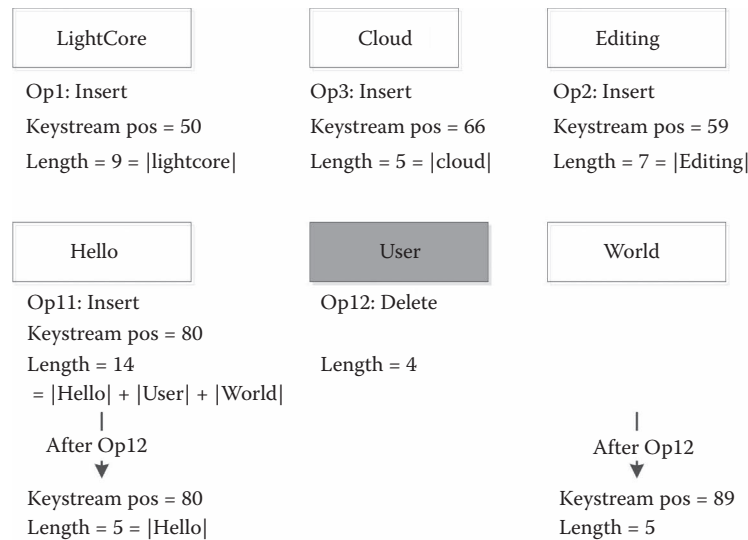 LightCore
Cloud
Editing
Op1: Insert
Keystream pos = 50
Length = 9 = |lightcore|
Op3: Insert
Keystream pos = 66
Length = 5 = |cloud|
Op2: Insert
Keystream pos = 59
Length = 7 = |Editing|
Hello
User
World
Op11: Insert
Keystream pos = 80
Length = 14
= |Hello| + |User| + |World|
Op12: Delete
Length = 4
After Op12
Keystream pos = 80
Length = 5 = |Hello|
After Op12
Keystream pos = 89
Length = 5